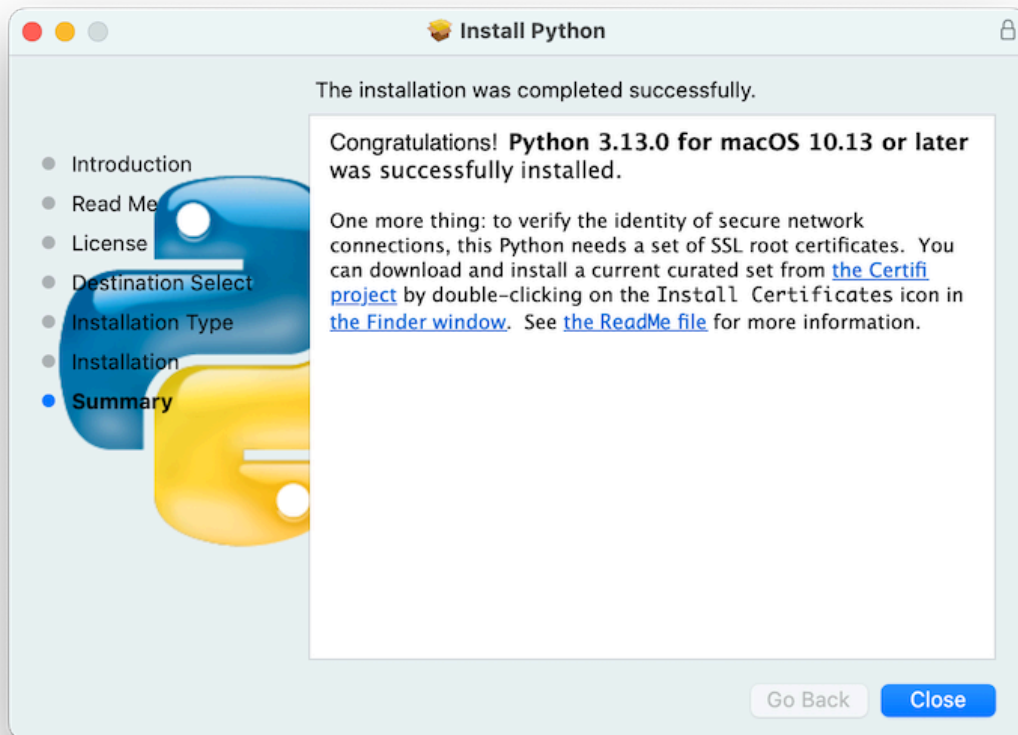 Install Python
The installation was completed successfully.
Introduction
Read Me
License
Destination Select
Installation Type
Installation
Summary
Congratulations! Python 3.13.0 for macOS 10.13 or later
was successfully installed.
One more thing: to verify the identity of secure network
connections, this Python needs a set of SSL root certificates. You
can download and install a current curated set from the Certifi
project by double-clicking on the Install Certificates icon in
the Finder window. See the ReadMe file for more information.
Go Back
Close